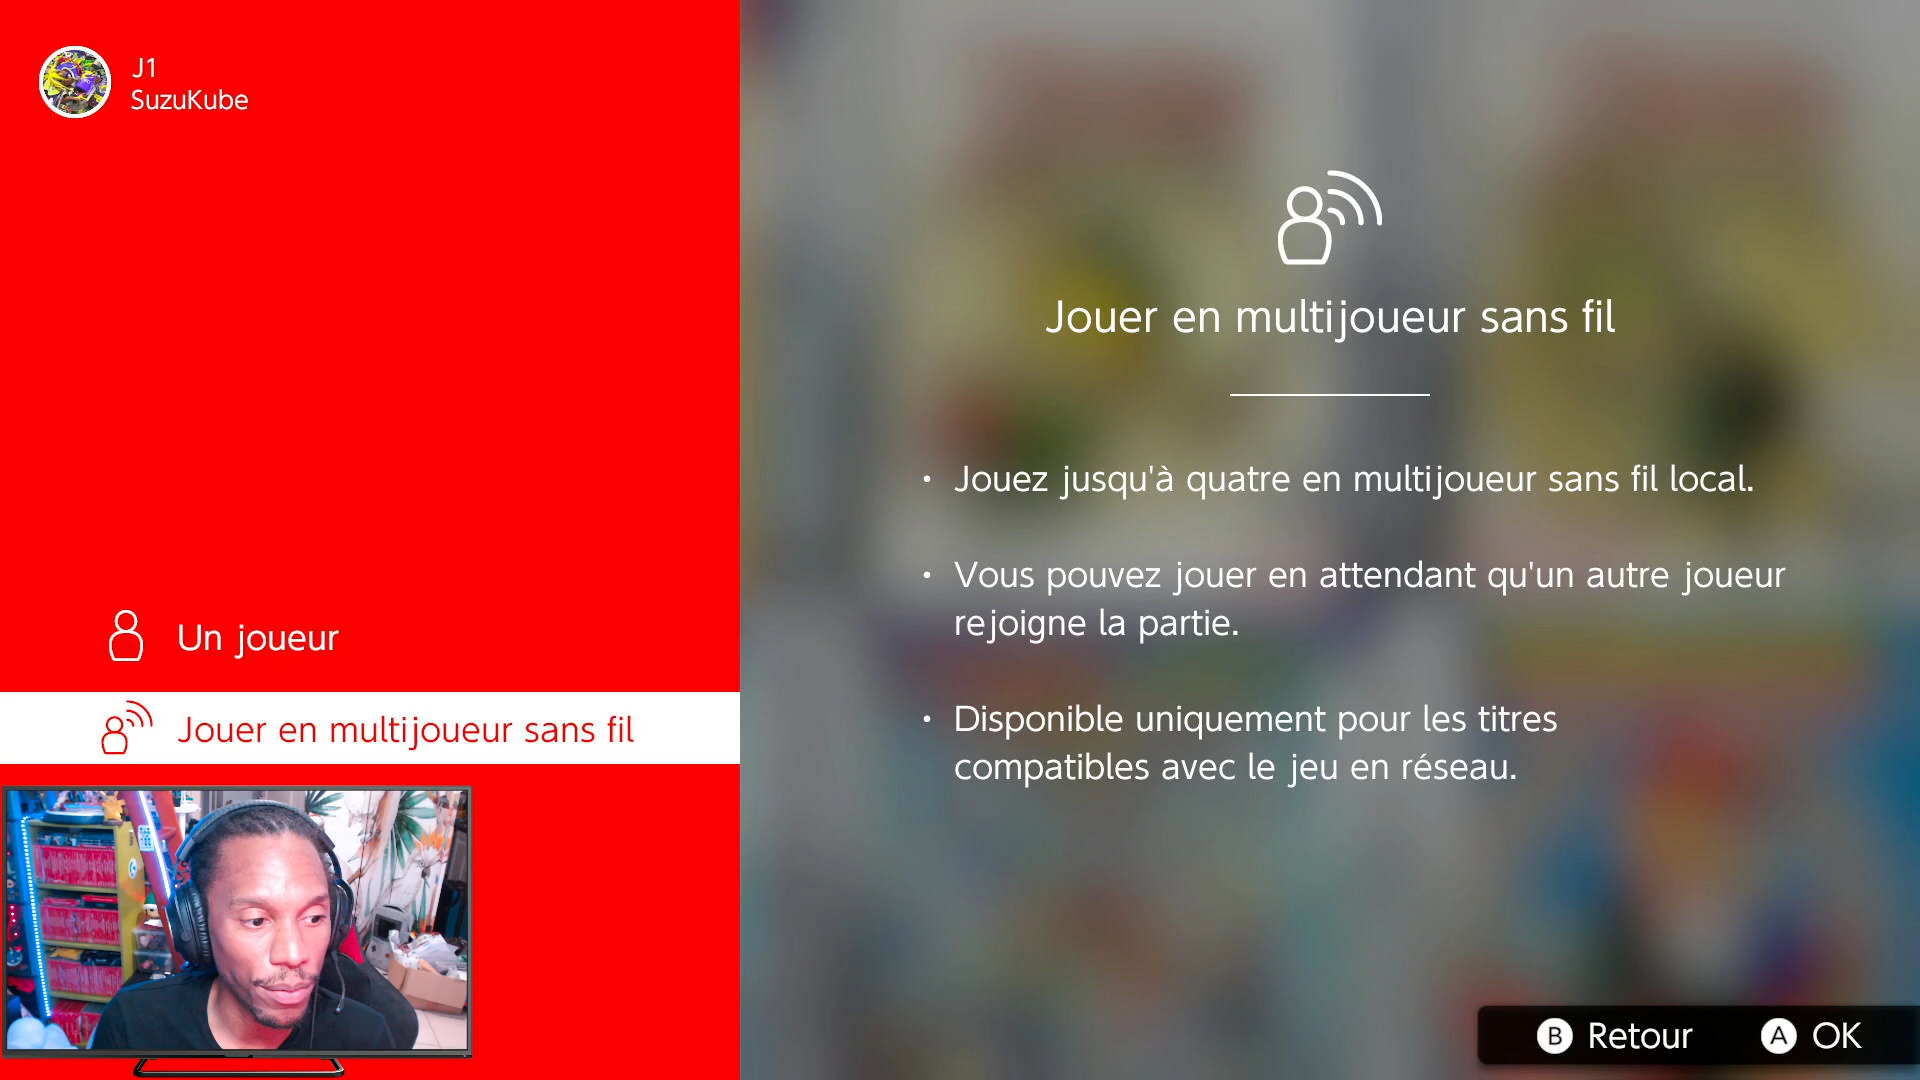 J1
SuzuKube
Un joueur
Jouer en multijoueur sans fil
Jouer en multijoueur sans fil
• Jouez jusqu'à quatre en multijoueur sans fil local.
• Vous pouvez jouer en attendant qu'un autre joueur
rejoigne la partie.
• Disponible uniquement pour les titres
compatibles avec le jeu en réseau.
B Retour A OK